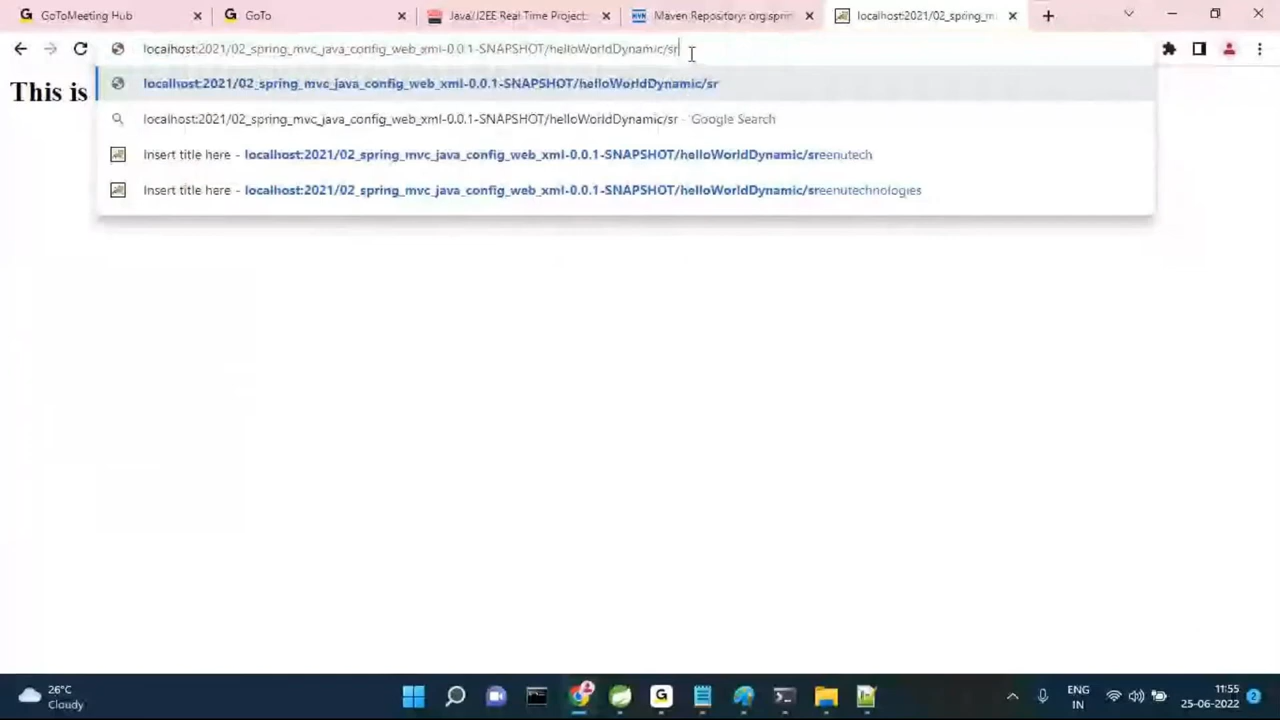 GoToMeeting Hub
GoTo
Java/J2EE Real Time Project:
MVN Maven Repository: org.sprin
localhost:2021/02_spring_m
localhost:2021/02_spring_mvc_java_config_web_xml-0.0.1-SNAPSHOT/helloWorldDynamic/sr
This is
localhost:2021/02_spring_mvc_java_config_web_xml-0.0.1-SNAPSHOT/helloWorldDynamic/sr
localhost:2021/02_spring_mvc_java_config_web_xml-0.0.1-SNAPSHOT/helloWorldDynamic/sr - Google Search
Insert title here - localhost:2021/02_spring_mvc_java_config_web_xml-0.0.1-SNAPSHOT/helloWorldDynamic/sreenutech
Insert title here - localhost:2021/02_spring_mvc_java_config_web_xml-0.0.1-SNAPSHOT/helloWorldDynamic/sreenutechnologies
26°C
Cloudy
ENG
IN
11:55
25-06-2022
2